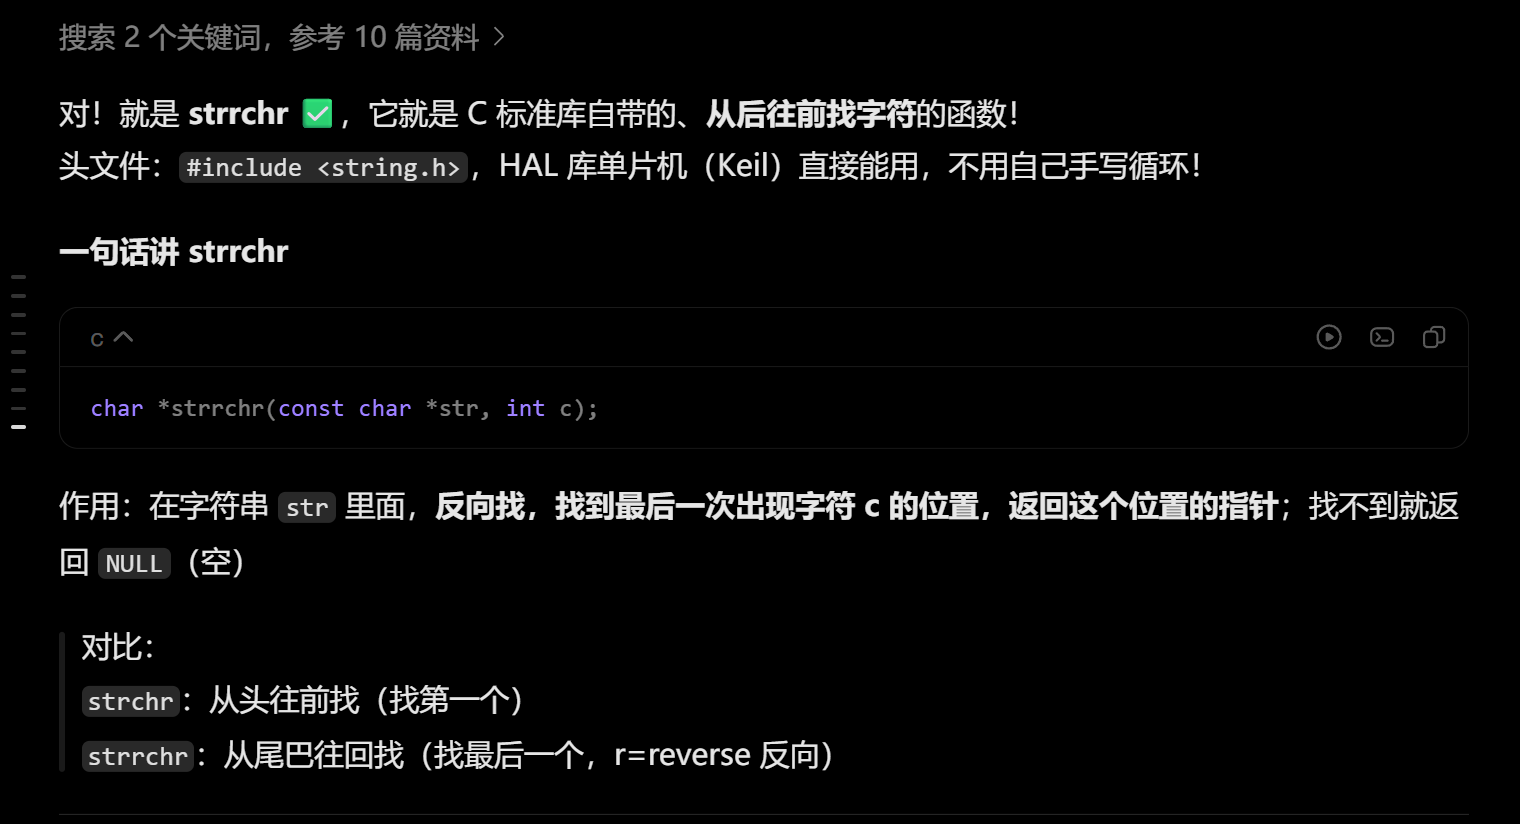 搜索 2 个关键词，参考 10 篇资料 >
对！就是 strrchr ✅，它就是 C 标准库自带的、从后往前找字符的函数！
头文件：#include <string.h>，HAL 库单片机（Keil）直接能用，不用自己手写循环！
一句话讲 strrchr
c
char *strrchr(const char *str, int c);
作用：在字符串 str 里面，反向找，找到最后一次出现字符 c 的位置，返回这个位置的指针；找不到就返
回 NULL（空）
对比：
strchr：从头往前找（找第一个）
strrchr：从尾巴往回找（找最后一个，r=reverse 反向）